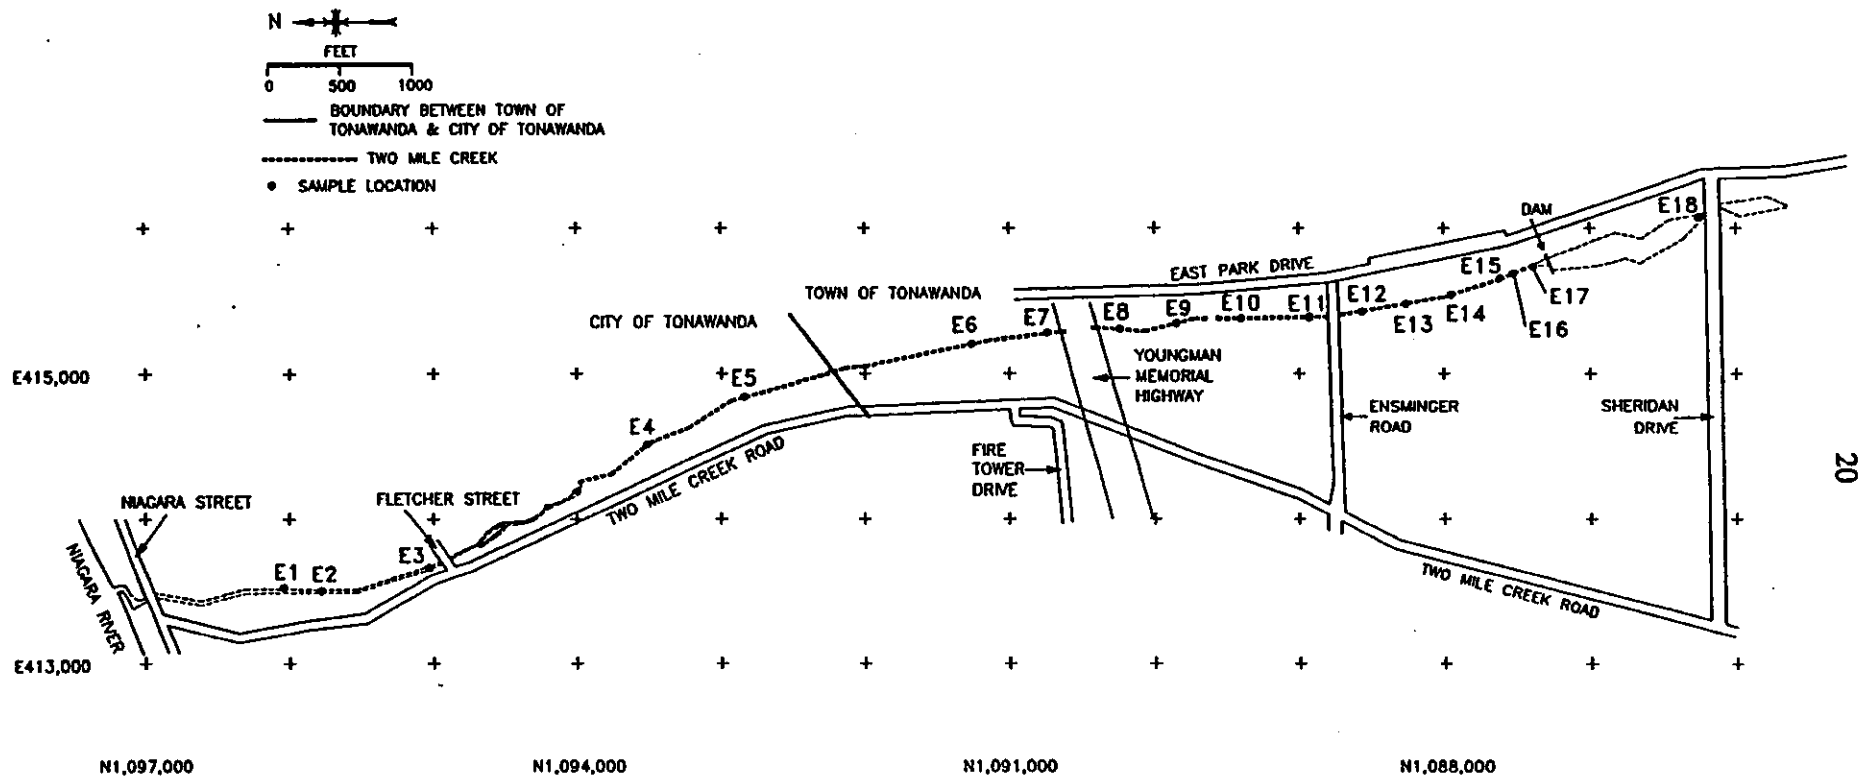 N
FEET
0 500 1000
BOUNDARY BETWEEN TOWN OF
TONAWANDA & CITY OF TONAWANDA
TWO MILE CREEK
SAMPLE LOCATION
E18
DAM
EAST PARK DRIVE
E15
E17
E16
E14
E13
E12
E11
E10
E9
E8
E7
E6
TOWN OF TONAWANDA
CITY OF TONAWANDA
E415,000
E5
YOUNGMAN
MEMORIAL
HIGHWAY
ENSMINGER
ROAD
SHERIDAN
DRIVE
E4
FIRE
TOWER
DRIVE
TWO MILE CREEK ROAD
20
NIAGARA STREET
FLETCHER STREET
NIAGARA RIVER
E1
E2
E3
TWO MILE CREEK ROAD
E413,000
N1,097,000
N1,094,000
N1,091,000
N1,088,000